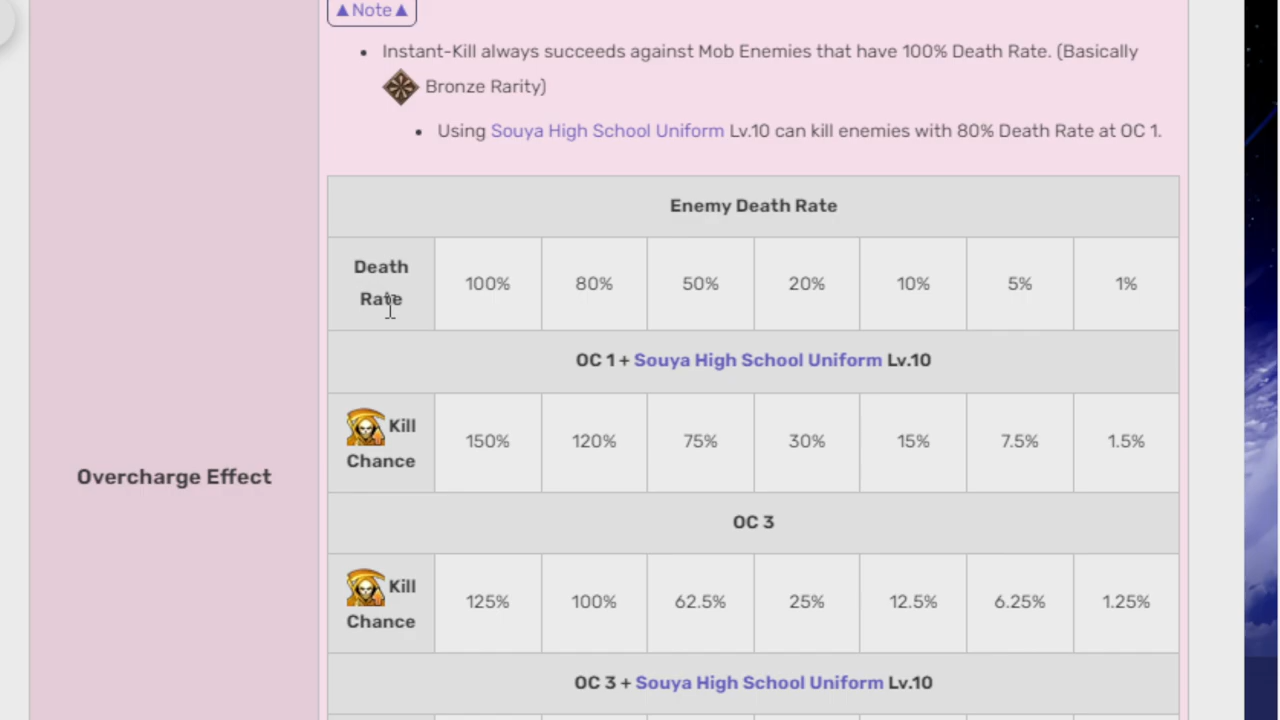 ▲Note▲
• Instant-Kill always succeeds against Mob Enemies that have 100% Death Rate. (Basically
Bronze Rarity)
• Using Souya High School Uniform Lv.10 can kill enemies with 80% Death Rate at OC 1.
Enemy Death Rate
Death
Rate
100% 80% 50% 20% 10% 5% 1%
OC 1 + Souya High School Uniform Lv.10
Kill
Chance
150% 120% 75% 30% 15% 7.5% 1.5%
Overcharge Effect
OC 3
Kill
Chance
125% 100% 62.5% 25% 12.5% 6.25% 1.25%
OC 3 + Souya High School Uniform Lv.10